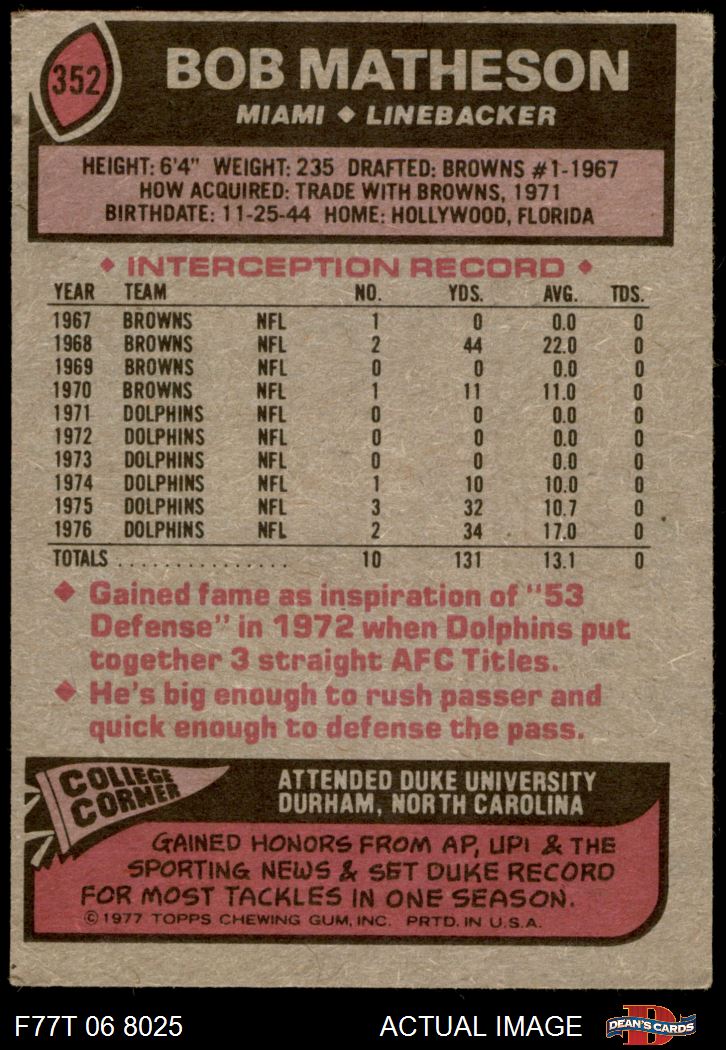 352
BOB MATHESON
MIAMI ◆ LINEBACKER
HEIGHT: 6'4" WEIGHT: 235 DRAFTED: BROWNS #1-1967
HOW ACQUIRED: TRADE WITH BROWNS, 1971
BIRTHDATE: 11-25-44 HOME: HOLLYWOOD, FLORIDA
◆ INTERCEPTION RECORD ◆
YEAR TEAM NO. YDS. AVG. TDS.
1967 BROWNS NFL 1 0 0.0 0
1968 BROWNS NFL 2 44 22.0 0
1969 BROWNS NFL 0 0 0.0 0
1970 BROWNS NFL 1 11 11.0 0
1971 DOLPHINS NFL 0 0 0.0 0
1972 DOLPHINS NFL 0 0 0.0 0
1973 DOLPHINS NFL 0 0 0.0 0
1974 DOLPHINS NFL 1 10 10.0 0
1975 DOLPHINS NFL 3 32 10.7 0
1976 DOLPHINS NFL 2 34 17.0 0
TOTALS . . . . . . . . . . . . . . . 10 131 13.1 0
◆ Gained fame as inspiration of "53
Defense" in 1972 when Dolphins put
together 3 straight AFC Titles.
◆ He's big enough to rush passer and
quick enough to defense the pass.
COLLEGE
CORNER
ATTENDED DUKE UNIVERSITY
DURHAM, NORTH CAROLINA
GAINED HONORS FROM AP, UPI & THE
SPORTING NEWS & SET DUKE RECORD
FOR MOST TACKLES IN ONE SEASON.
© 1977 TOPPS CHEWING GUM, INC. PRTD. IN U.S.A.
F77T 06 8025 ACTUAL IMAGE
D
DEAN'S CARDS